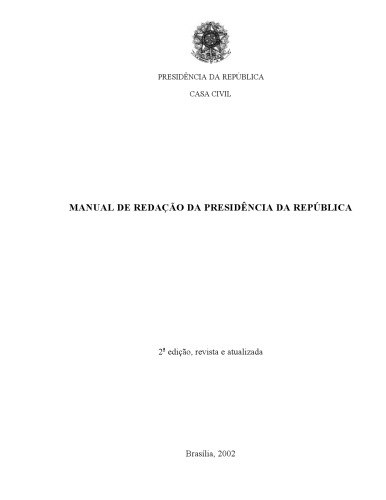 PRESIDÊNCIA DA REPÚBLICA
CASA CIVIL
MANUAL DE REDAÇÃO DA PRESIDÊNCIA DA REPÚBLICA
2ª edição, revista e atualizada
Brasília, 2002